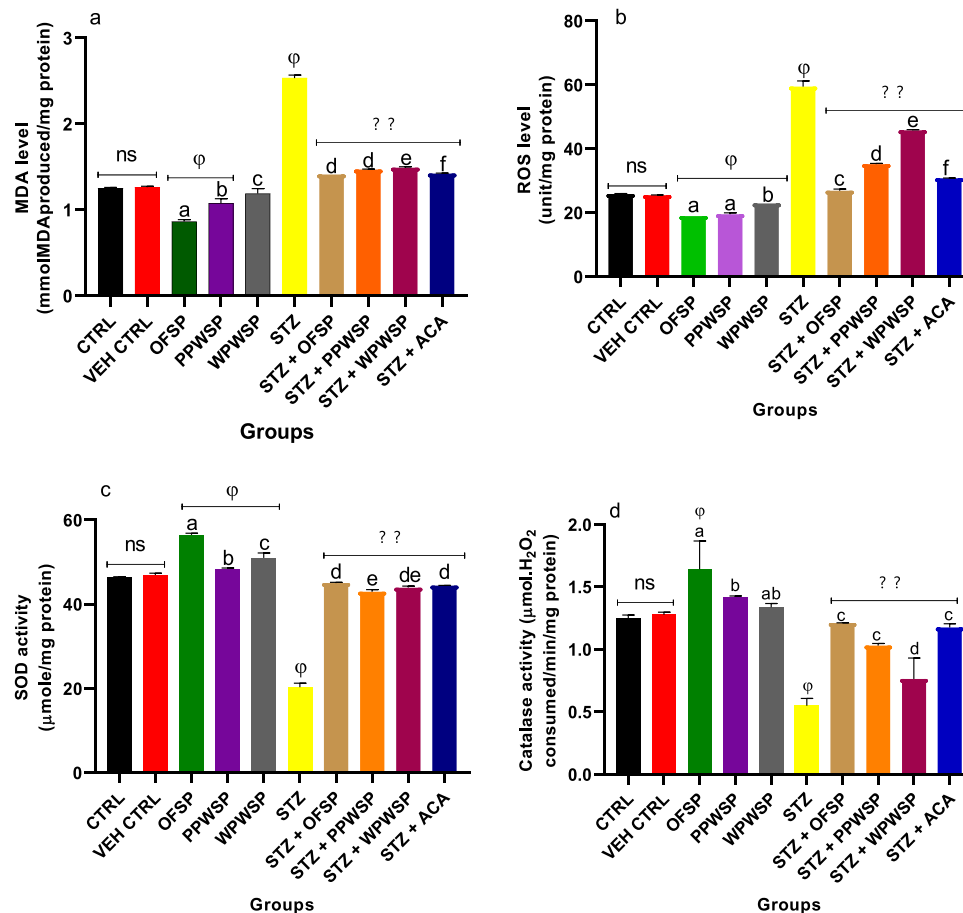 a
MDA level
(mmolMDAproduced/mg protein)
3
2
1
0
ns
φ
a
b
c
φ
? ?
d
d
e
f
CTRL
VEH CTRL
OFSP
PPWSP
WPWSP
STZ
STZ + OFSP
STZ + PPWSP
STZ + WPWSP
STZ + ACA
Groups
b
ROS level
(unit/mg protein)
80
60
40
20
0
ns
φ
a
a
b
φ
? ?
c
d
e
f
CTRL
VEH CTRL
OFSP
PPWSP
WPWSP
STZ
STZ + OFSP
STZ + PPWSP
STZ + WPWSP
STZ + ACA
Groups
c
SOD activity
(μmole/mg protein)
60
40
20
0
ns
φ
a
b
c
φ
? ?
d
e
de
d
CTRL
VEH CTRL
OFSP
PPWSP
WPWSP
STZ
STZ + OFSP
STZ + PPWSP
STZ + WPWSP
STZ + ACA
Groups
d
Catalase activity (μmol.H₂O₂
consumed/min/mg protein)
2.0
1.5
1.0
0.5
0.0
ns
φ
a
b
ab
φ
? ?
c
c
d
c
CTRL
VEH CTRL
OFSP
PPWSP
WPWSP
STZ
STZ + OFSP
STZ + PPWSP
STZ + WPWSP
STZ + ACA
Groups